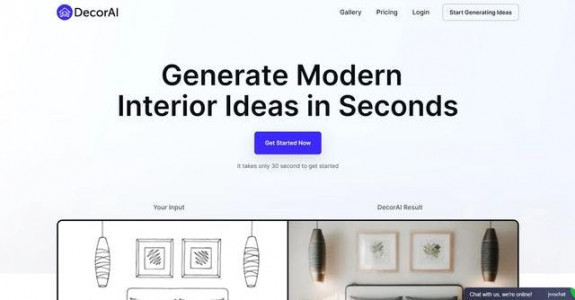 DecorAI
Gallery Pricing Login Start Generating Ideas
Generate Modern
Interior Ideas in Seconds
Get Started Now
It takes only 30 second to get started
Your Input DecorAI Result
Chat with us, we're online! jivochat